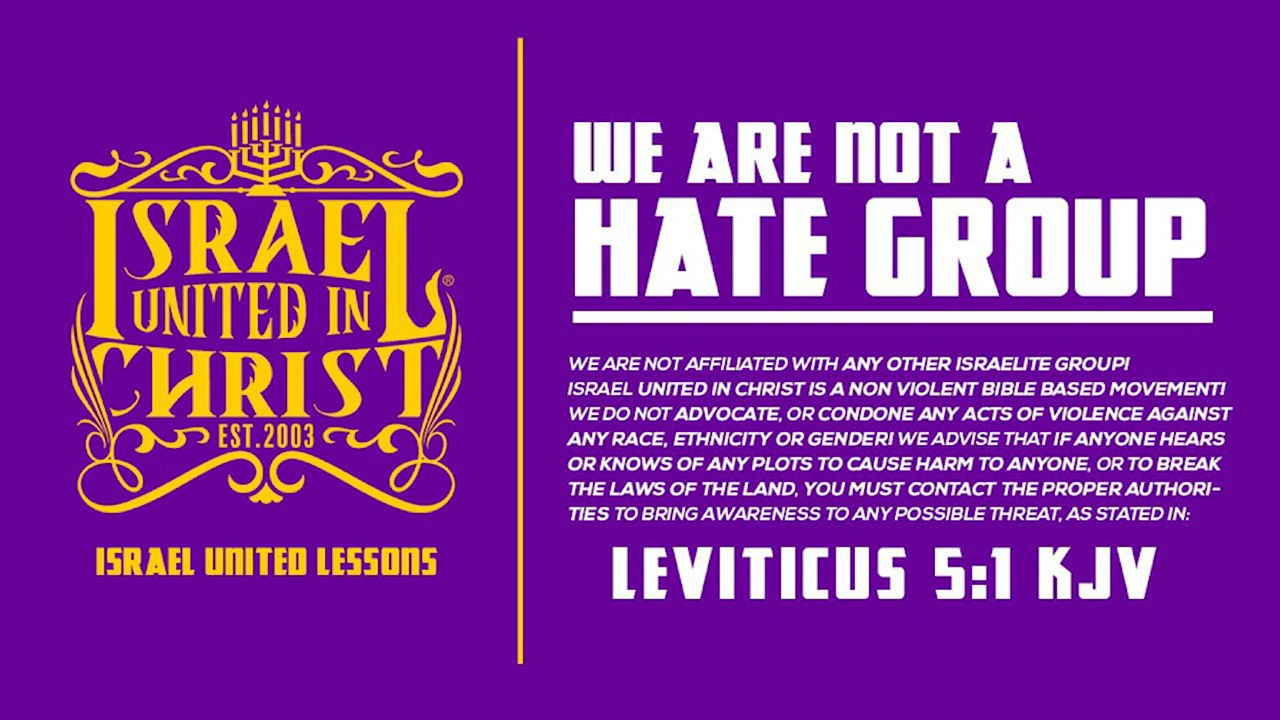 ISRAEL
UNITED IN
CHRIST
®
EST.2003
ISRAEL UNITED LESSONS
WE ARE NOT A
HATE GROUP
WE ARE NOT AFFILIATED WITH ANY OTHER ISRAELITE GROUP!
ISRAEL UNITED IN CHRIST IS A NON VIOLENT BIBLE BASED MOVEMENT!
WE DO NOT ADVOCATE, OR CONDONE ANY ACTS OF VIOLENCE AGAINST
ANY RACE, ETHNICITY OR GENDER! WE ADVISE THAT IF ANYONE HEARS
OR KNOWS OF ANY PLOTS TO CAUSE HARM TO ANYONE, OR TO BREAK
THE LAWS OF THE LAND, YOU MUST CONTACT THE PROPER AUTHORI-
TIES TO BRING AWARENESS TO ANY POSSIBLE THREAT, AS STATED IN:
LEVITICUS 5:1 KJV